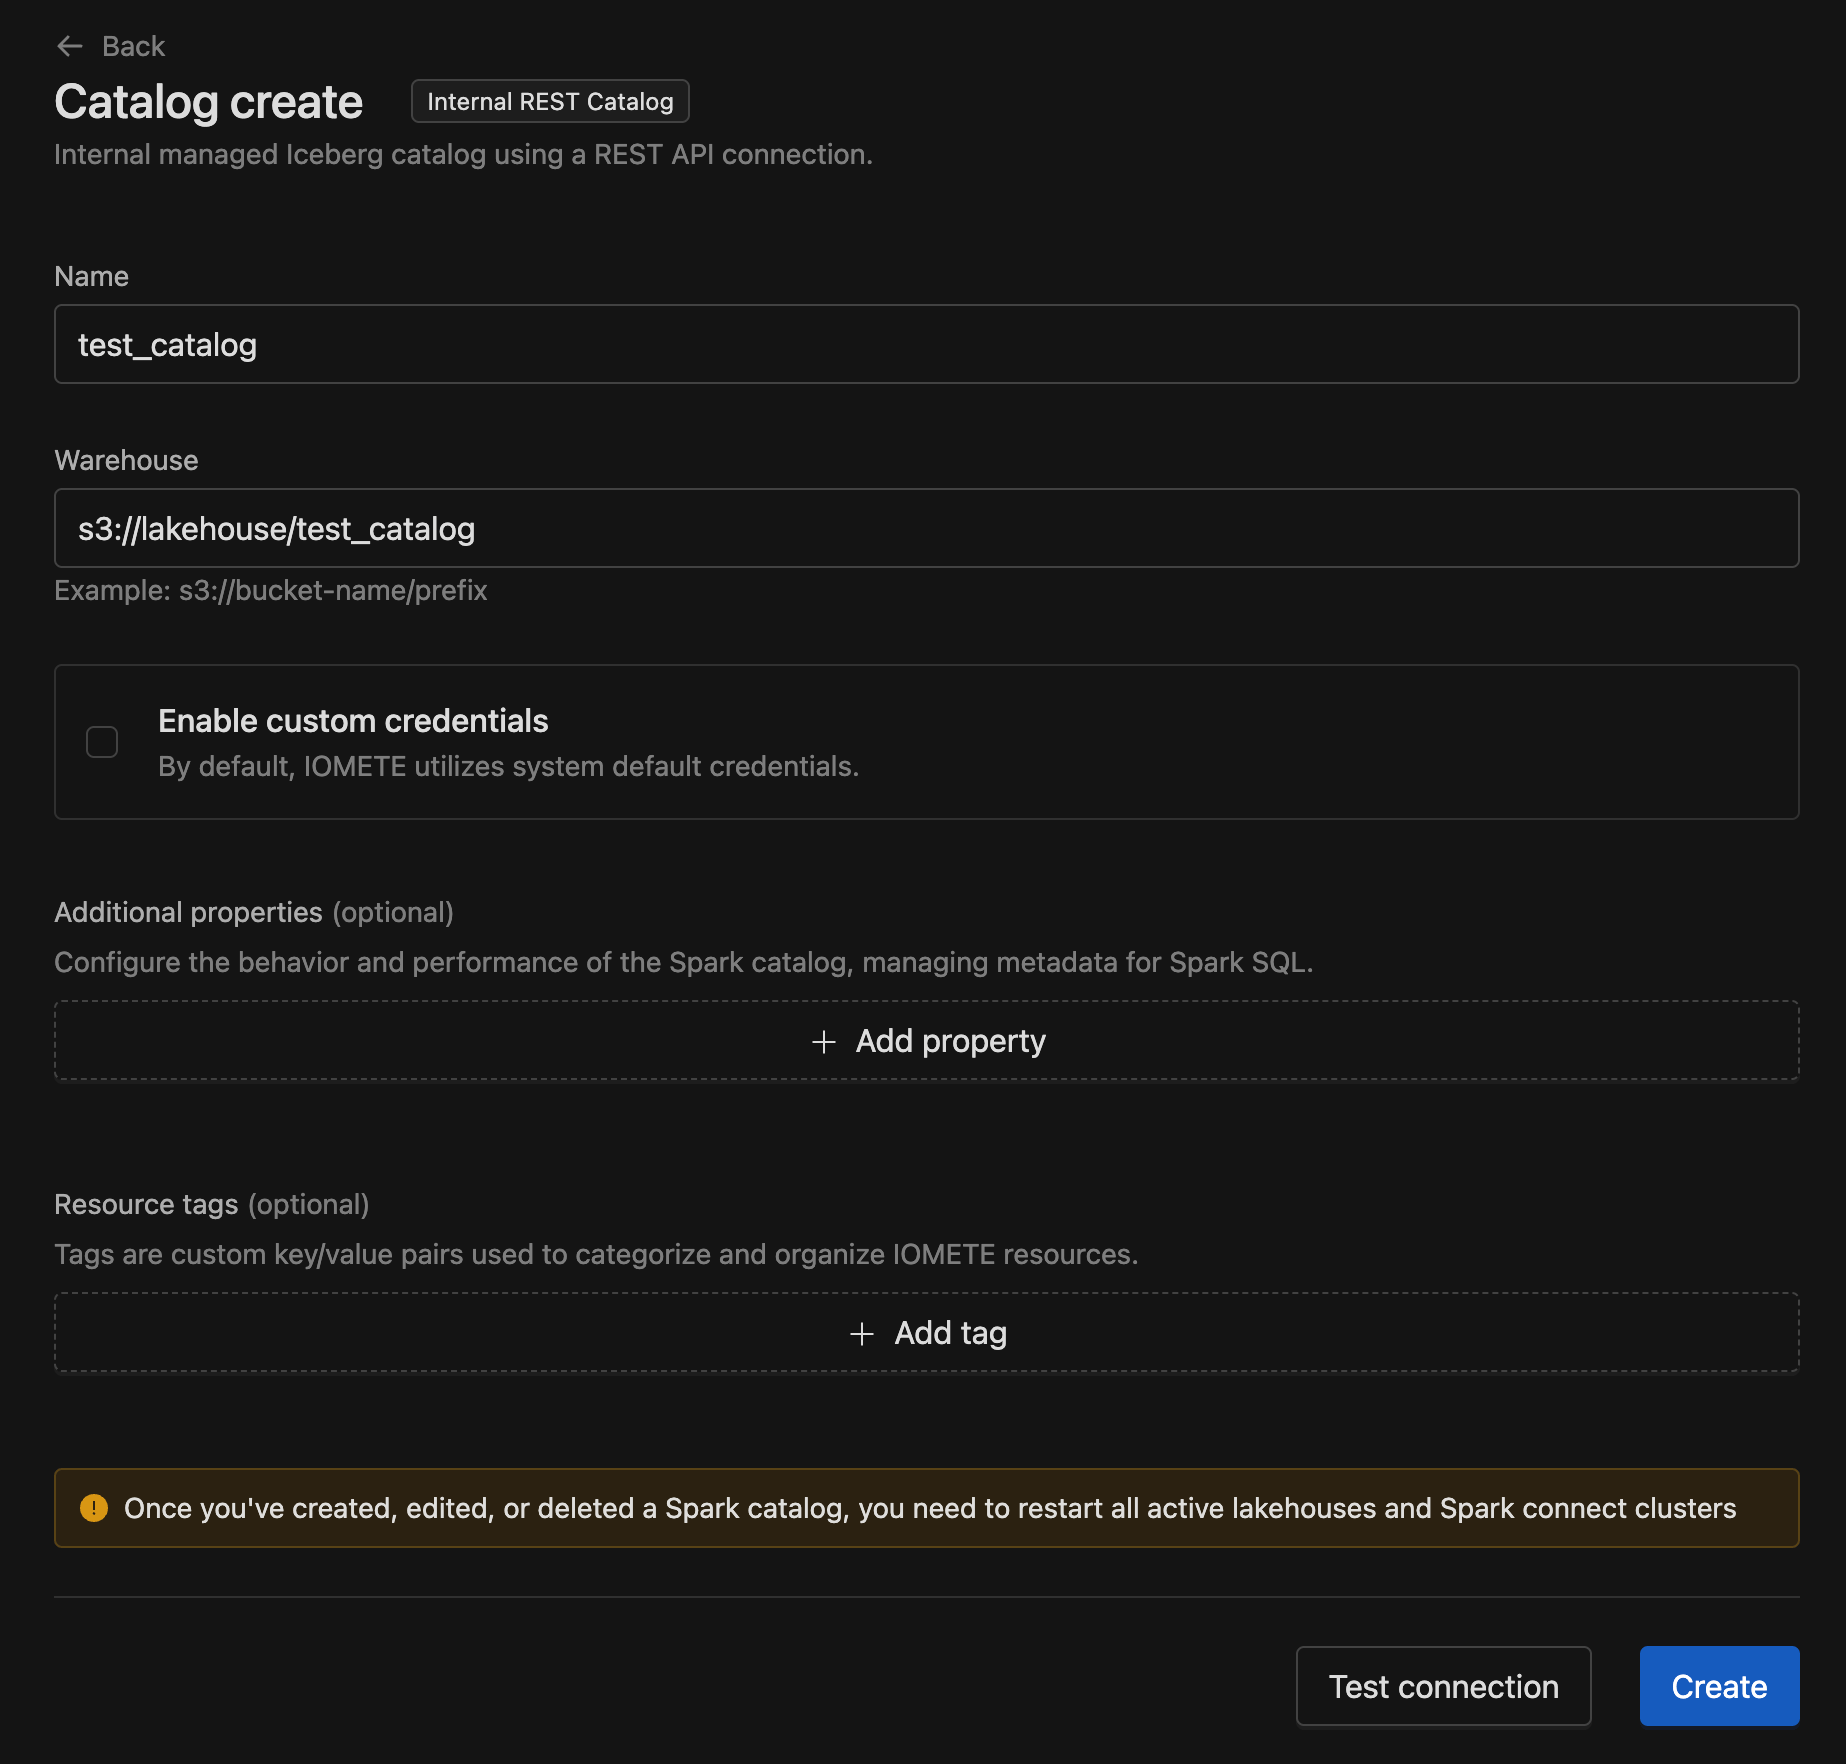 Back
Catalog create
Internal REST Catalog
Internal managed Iceberg catalog using a REST API connection.
Name
test_catalog
Warehouse
s3://lakehouse/test_catalog
Example: s3://bucket-name/prefix
Enable custom credentials
By default, IOMETE utilizes system default credentials.
Additional properties (optional)
Configure the behavior and performance of the Spark catalog, managing metadata for Spark SQL.
Add property
Resource tags (optional)
Tags are custom key/value pairs used to categorize and organize IOMETE resources.
Add tag
Once you've created, edited, or deleted a Spark catalog, you need to restart all active lakehouses and Spark connect clusters
Test connection
Create